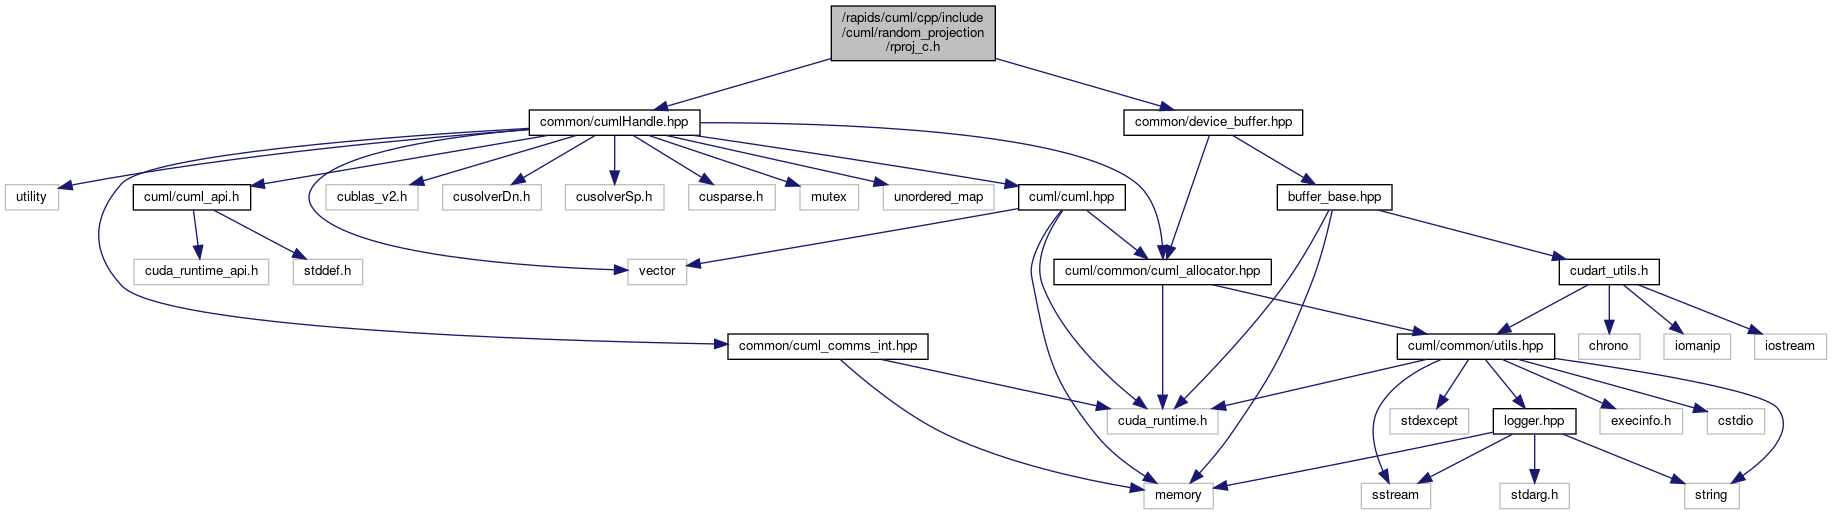 /rapids/cuml/cpp/include
/cuml/random_projection
/rproj_c.h
common/cumlHandle.hpp
common/device_buffer.hpp
utility
cuml/cuml_api.h
cublas_v2.h
cusolverDn.h
cusolverSp.h
cusparse.h
mutex
unordered_map
cuml/cuml.hpp
buffer_base.hpp
cuda_runtime_api.h
stddef.h
vector
cuml/common/cuml_allocator.hpp
cudart_utils.h
common/cuml_comms_int.hpp
cuml/common/utils.hpp
chrono
iomanip
iostream
cuda_runtime.h
stdexcept
logger.hpp
execinfo.h
cstdio
memory
sstream
stdarg.h
string